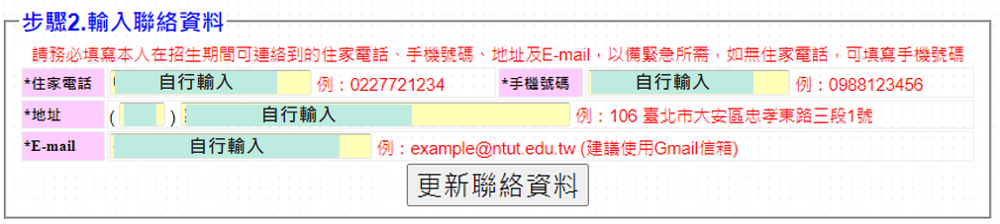 步驟2.輸入聯絡資料
請務必填寫本人在招生期間可連絡到的住家電話、手機號碼、地址及E-mail，以備緊急所需，如無住家電話，可填寫手機號碼
*住家電話 自行輸入 例：0227721234 *手機號碼 自行輸入 例：0988123456
*地址 ( ) 自行輸入 例：106 臺北市大安區忠孝東路三段1號
*E-mail 自行輸入 例：example@ntut.edu.tw (建議使用Gmail信箱)
更新聯絡資料